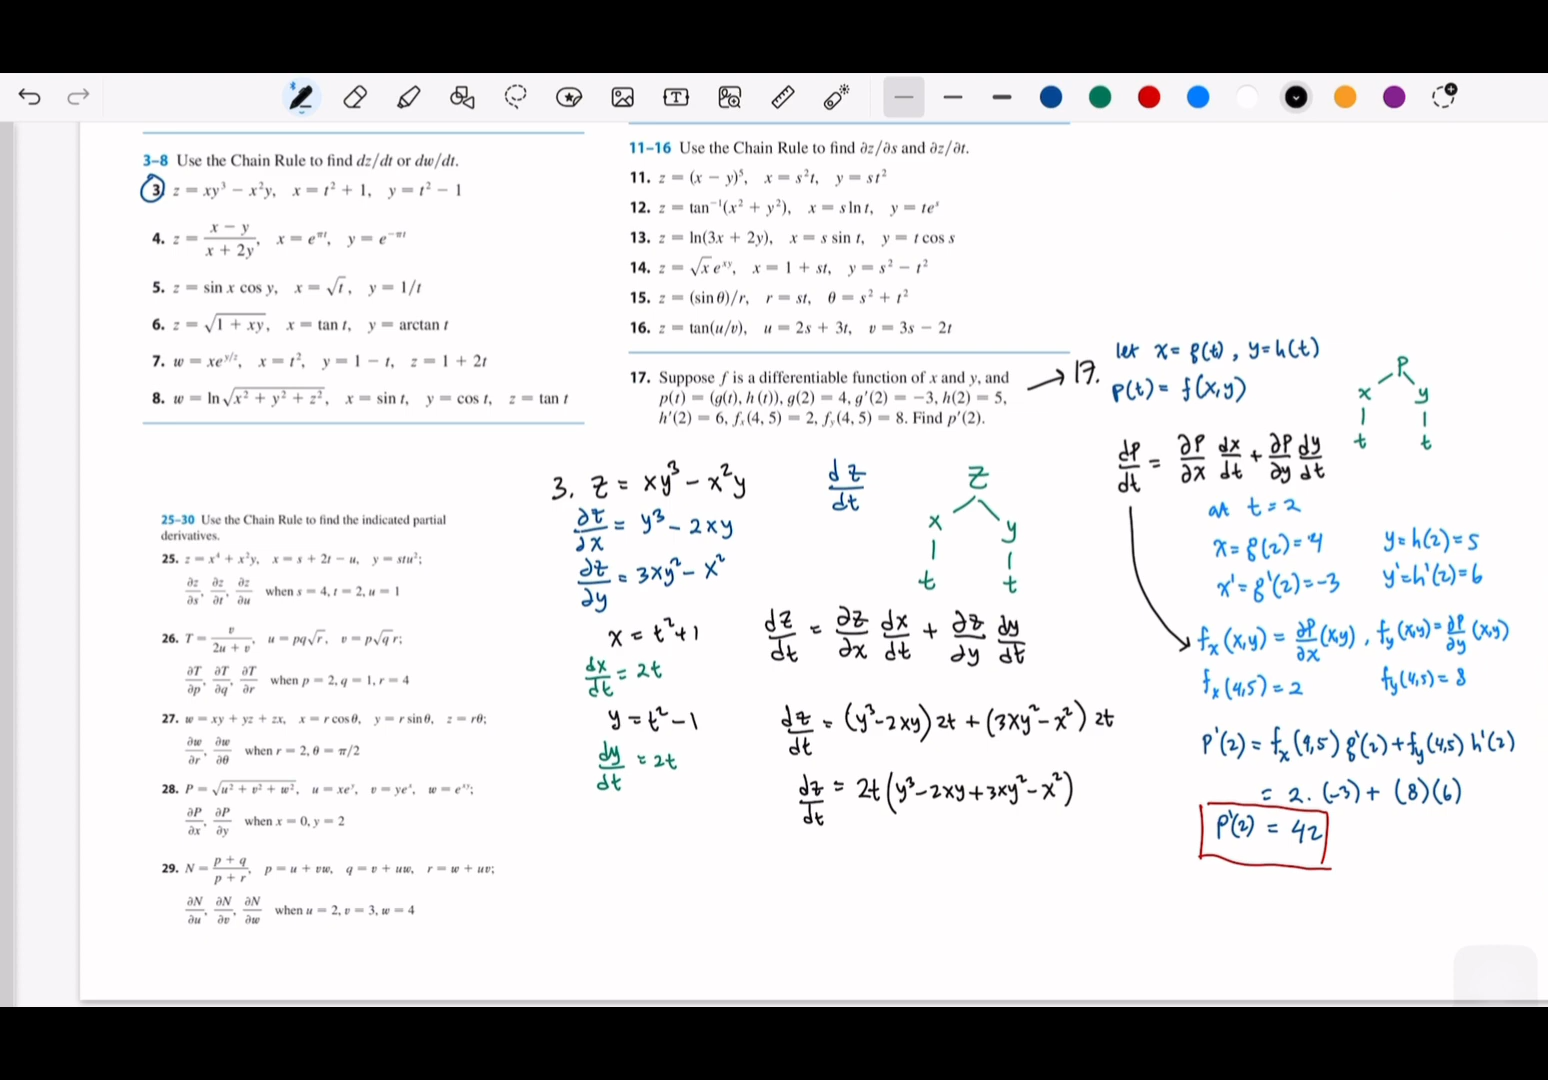 3–8 Use the Chain Rule to find dz/dt or dw/dt.
3. z = xy³ − x²y, x = t² + 1, y = t² − 1
4. z = (x − y)/(x + 2y), x = e^{πt}, y = e^{−πt}
5. z = sin x cos y, x = √t, y = 1/t
6. z = √(1 + xy), x = tan t, y = arctan t
7. w = xe^{y/z}, x = t², y = 1 − t, z = 1 + 2t
8. w = ln √(x² + y² + z²), x = sin t, y = cos t, z = tan t
11–16 Use the Chain Rule to find ∂z/∂s and ∂z/∂t.
11. z = (x − y)⁵, x = s²t, y = st²
12. z = tan⁻¹(x² + y²), x = s ln t, y = te^s
13. z = ln(3x + 2y), x = s sin t, y = t cos s
14. z = √x e^{xy}, x = 1 + st, y = s² − t²
15. z = (sin θ)/r, r = st, θ = s² + t²
16. z = tan(u/v), u = 2s + 3t, v = 3s − 2t
17. Suppose f is a differentiable function of x and y, and
p(t) = (g(t), h (t)), g(2) = 4, g′(2) = −3, h(2) = 5,
h′(2) = 6, fₓ(4, 5) = 2, f_y(4, 5) = 8. Find p′(2).
25–30 Use the Chain Rule to find the indicated partial
derivatives.
25. z = x⁴ + x²y, x = s + 2t − u, y = stu²;
∂z/∂s, ∂z/∂t, ∂z/∂u when s = 4, t = 2, u = 1
26. T = v/(2u + v), u = pq√r, v = p√q r;
∂T/∂p, ∂T/∂q, ∂T/∂r when p = 2, q = 1, r = 4
27. w = xy + yz + zx, x = r cos θ, y = r sin θ, z = rθ;
∂w/∂r, ∂w/∂θ when r = 2, θ = π/2
28. P = √(u² + v² + w²), u = xe^y, v = ye^x, w = e^{xy};
∂P/∂x, ∂P/∂y when x = 0, y = 2
29. N = (p + q)/(p + r), p = u + vw, q = v + uw, r = w + uv;
∂N/∂u, ∂N/∂v, ∂N/∂w when u = 2, v = 3, w = 4
3. z = xy³ − x²y
∂z/∂x = y³ − 2xy
∂z/∂y = 3xy² − x²
x = t²+1
dx/dt = 2t
y = t² − 1
dy/dt = 2t
dz/dt
z
x y
t t
dz/dt = ∂z/∂x dx/dt + ∂z/∂y dy/dt
dz/dt = (y³ − 2xy) 2t + (3xy² − x²) 2t
dz/dt = 2t (y³ − 2xy + 3xy² − x²)
→ 17.
let x = g(t), y = h(t)
p(t) = f(x,y)
P
x y
t t
dP/dt = ∂P/∂x dx/dt + ∂P/∂y dy/dt
at t = 2
x = g(2) = 4 y = h(2) = 5
x' = g'(2) = −3 y' = h'(2) = 6
fₓ(x,y) = ∂P/∂x (x,y), f_y(x,y) = ∂P/∂y (x,y)
fₓ(4,5) = 2 f_y(4,5) = 8
P'(2) = fₓ(4,5) g'(2) + f_y(4,5) h'(2)
= 2·(−3) + (8)(6)
P'(2) = 42